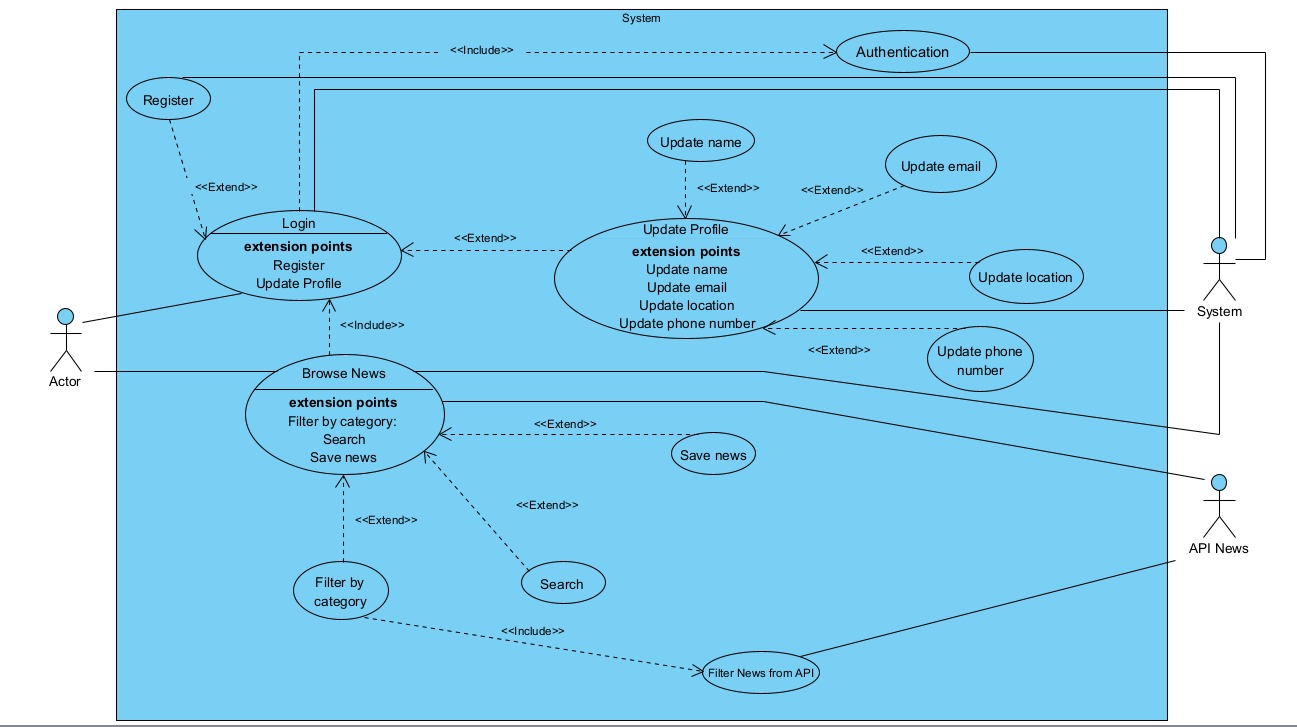 System
<<Include>>
Authentication
Register
Update name
Update email
<<Extend>>
<<Extend>>
<<Extend>>
Login
extension points
Register
Update Profile
<<Extend>>
Update Profile
extension points
Update name
Update email
Update location
Update phone number
<<Extend>>
Update location
System
<<Include>>
<<Extend>>
Update phone
number
Actor
Browse News
extension points
Filter by category:
Search
Save news
<<Extend>>
Save news
<<Extend>>
<<Extend>>
API News
Filter by
category
Search
<<Include>>
Filter News from API